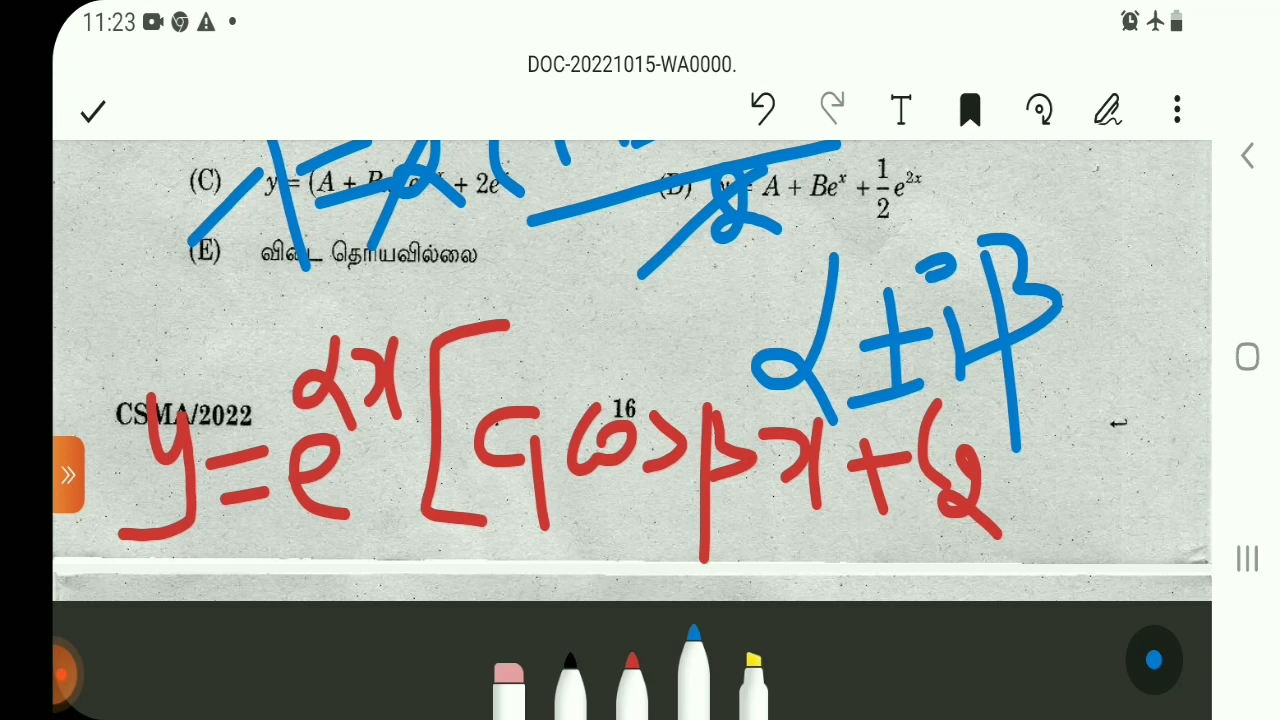 11:23
DOC-20221015-WA0000.
T
(C) y = (A + B + 2e
(D) = A + Be^x + 1/2 e^{2x}
(E) விடை தெரியவில்லை
α ± iβ
CSMA/2022 16
y = e^{αx} [C₁ cos βx + C₂